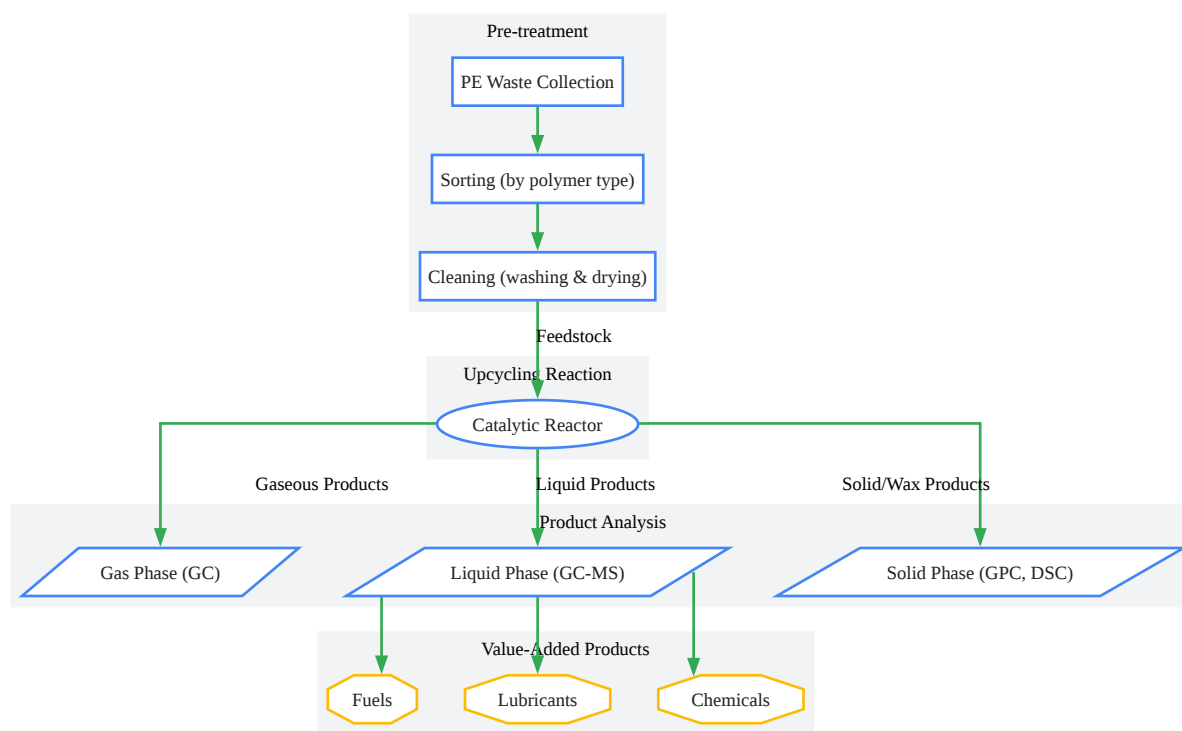 Pre-treatment
PE Waste Collection
Sorting (by polymer type)
Cleaning (washing & drying)
Feedstock
Upcycling Reaction
Catalytic Reactor
Gaseous Products
Liquid Products
Solid/Wax Products
Product Analysis
Gas Phase (GC)
Liquid Phase (GC-MS)
Solid Phase (GPC, DSC)
Value-Added Products
Fuels
Lubricants
Chemicals